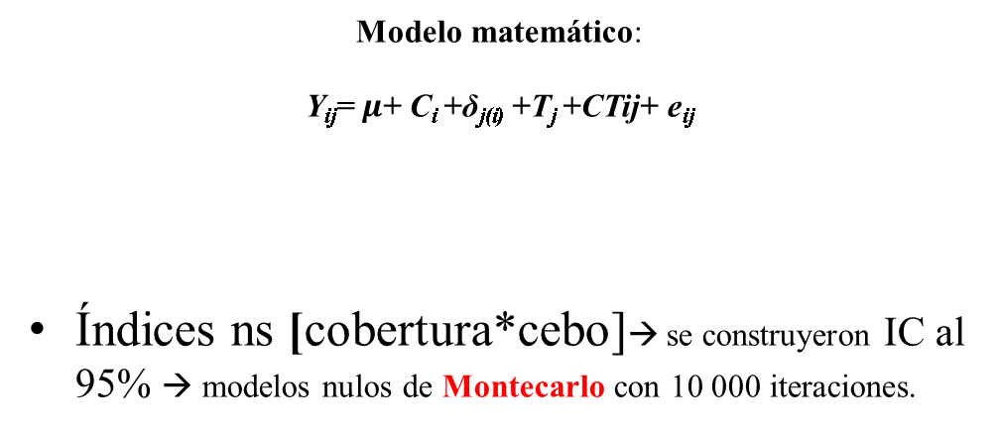 Modelo matemático:
Yij= μ+ Ci +δj(i) +Tj +CTij+ eij
• Índices ns [cobertura*cebo]→ se construyeron IC al
95% → modelos nulos de Montecarlo con 10 000 iteraciones.